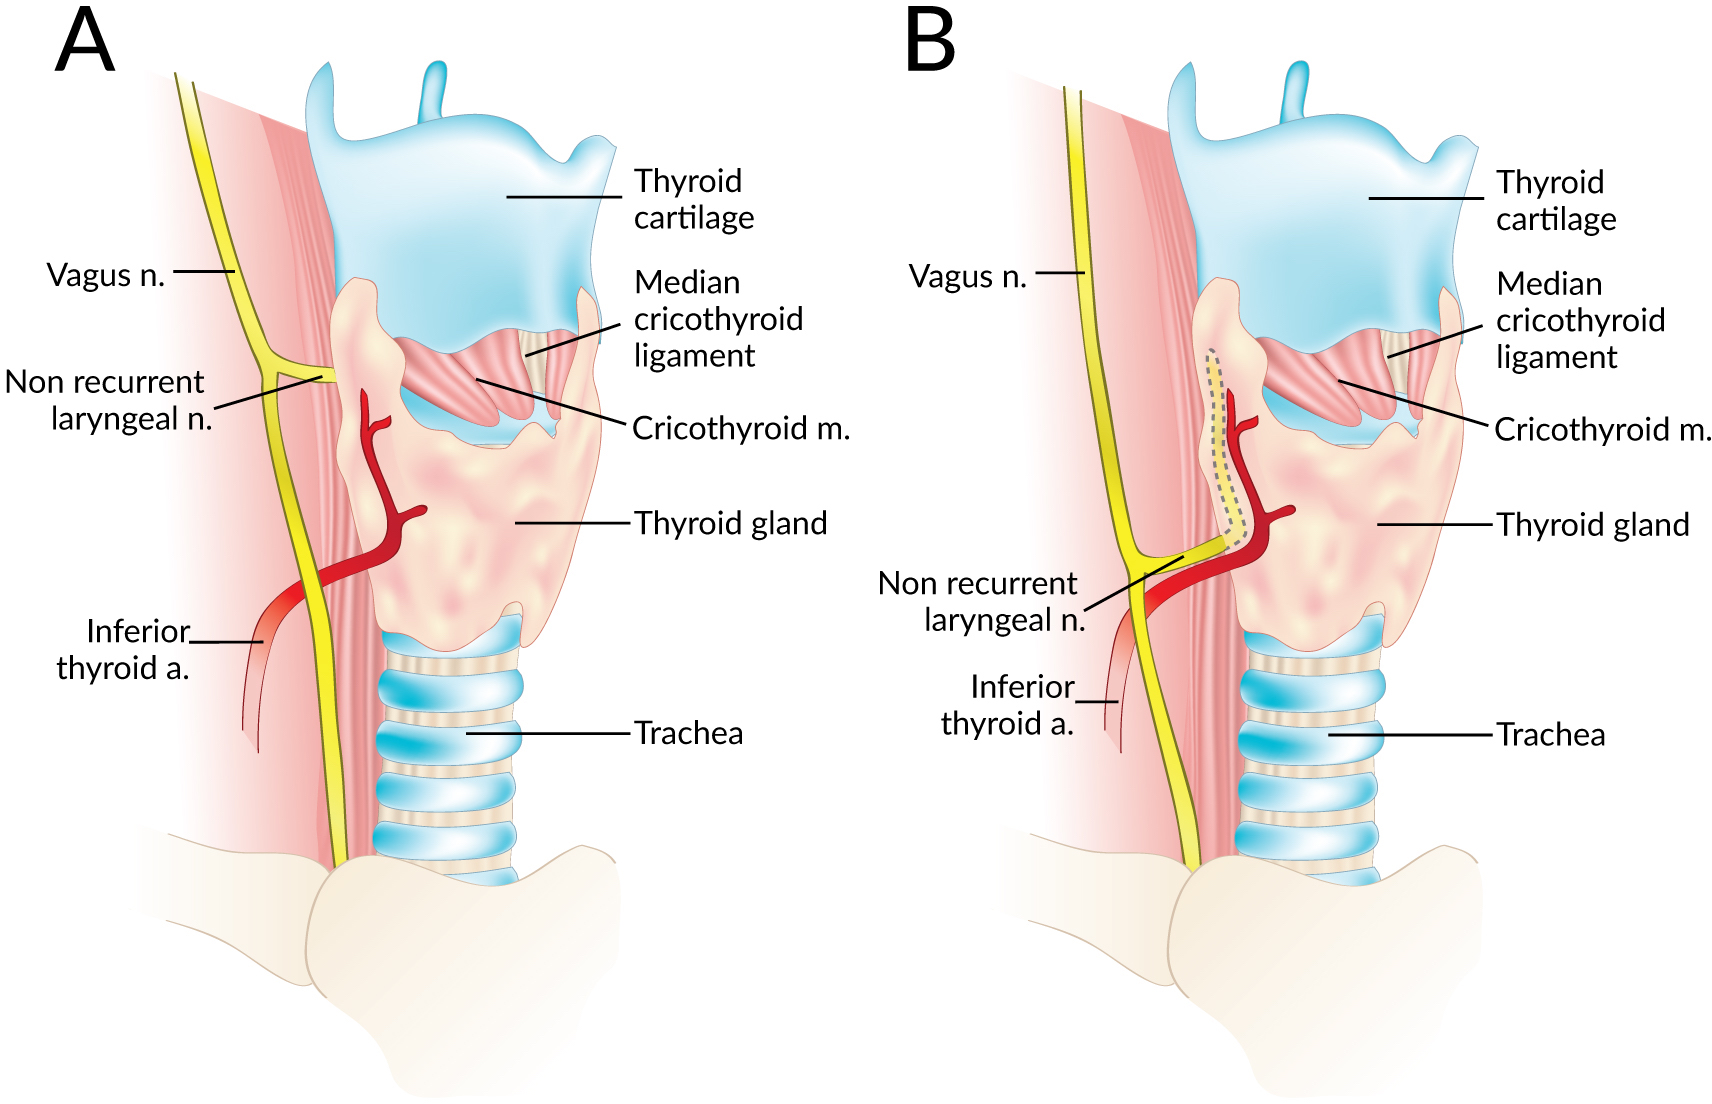 A
Thyroid
cartilage
Vagus n.
Median
cricothyroid
ligament
Non recurrent
laryngeal n.
Cricothyroid m.
Thyroid gland
Inferior
thyroid a.
Trachea
B
Thyroid
cartilage
Vagus n.
Median
cricothyroid
ligament
Cricothyroid m.
Thyroid gland
Non recurrent
laryngeal n.
Inferior
thyroid a.
Trachea